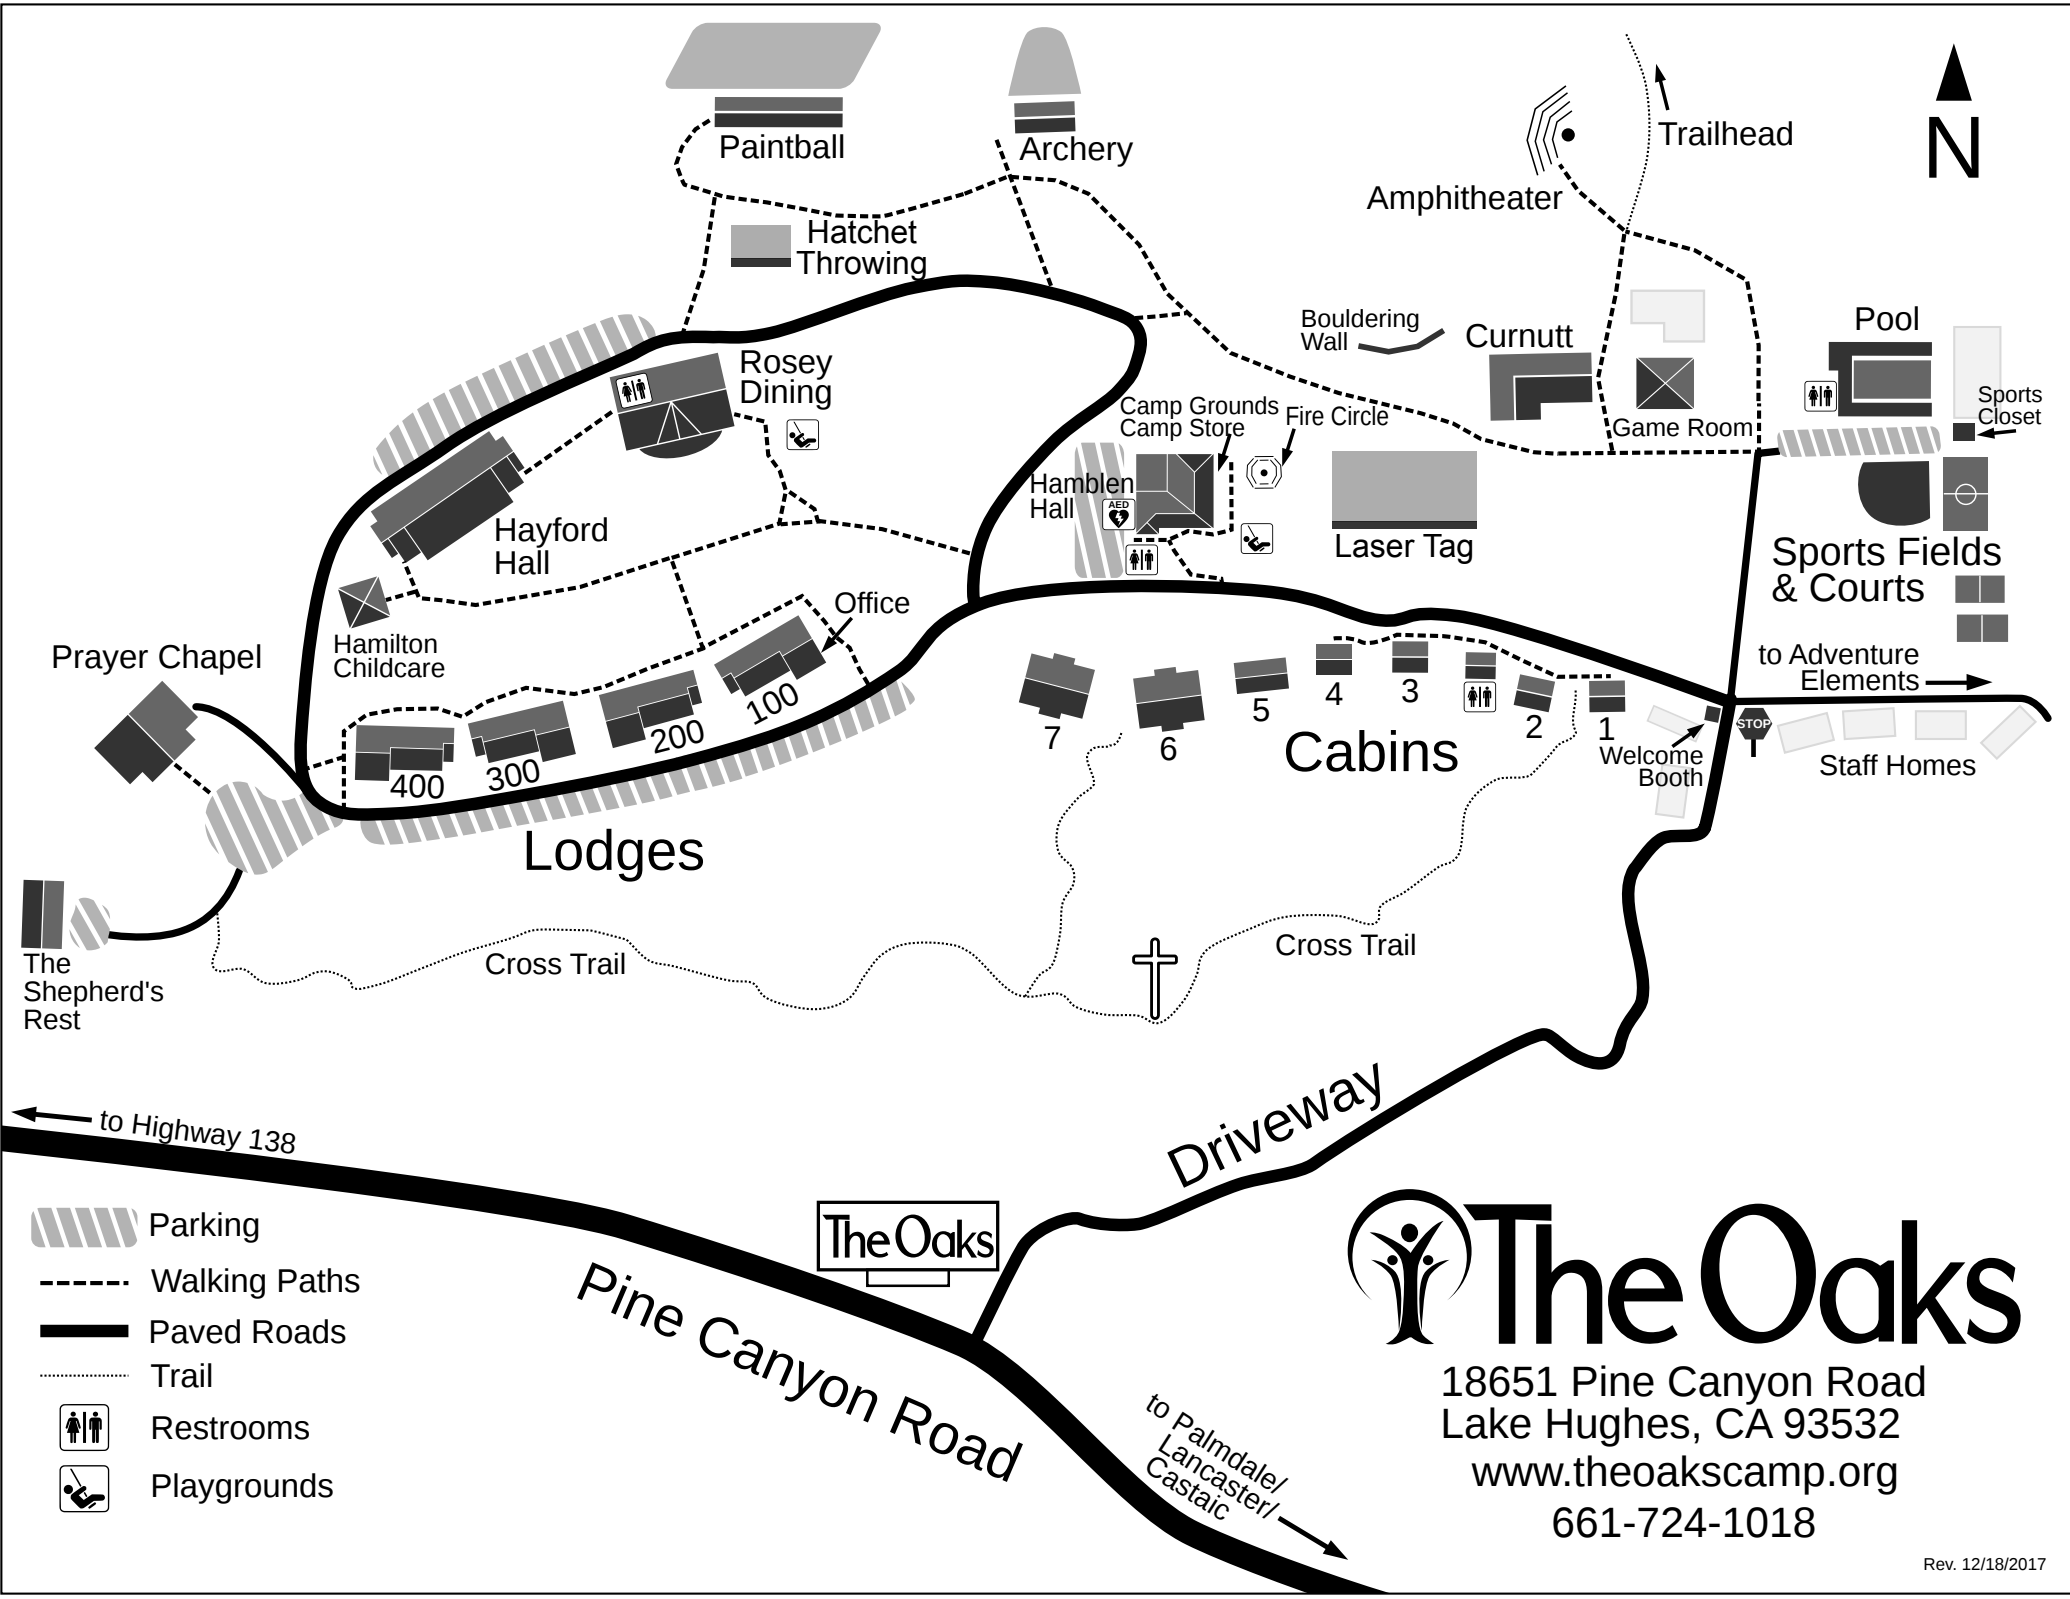 Paintball
Archery
Trailhead
N
Amphitheater
Hatchet
Throwing
Bouldering
Wall
Curnutt
Pool
Rosey
Dining
Sports
Closet
Camp Grounds
Camp Store
Fire Circle
Game Room
Hamblen
Hall
AED
Hayford
Hall
Laser Tag
Sports Fields
& Courts
Office
Hamilton
Childcare
Prayer Chapel
to Adventure
Elements
100
200
300
400
Lodges
7
6
5
4
3
2
1
Cabins
STOP
Welcome
Booth
Staff Homes
The
Shepherd's
Rest
Cross Trail
Cross Trail
Driveway
to Highway 138
The Oaks
Pine Canyon Road
to Palmdale/
Lancaster/
Castaic
Parking
Walking Paths
Paved Roads
Trail
Restrooms
Playgrounds
The Oaks
18651 Pine Canyon Road
Lake Hughes, CA 93532
www.theoakscamp.org
661-724-1018
Rev. 12/18/2017